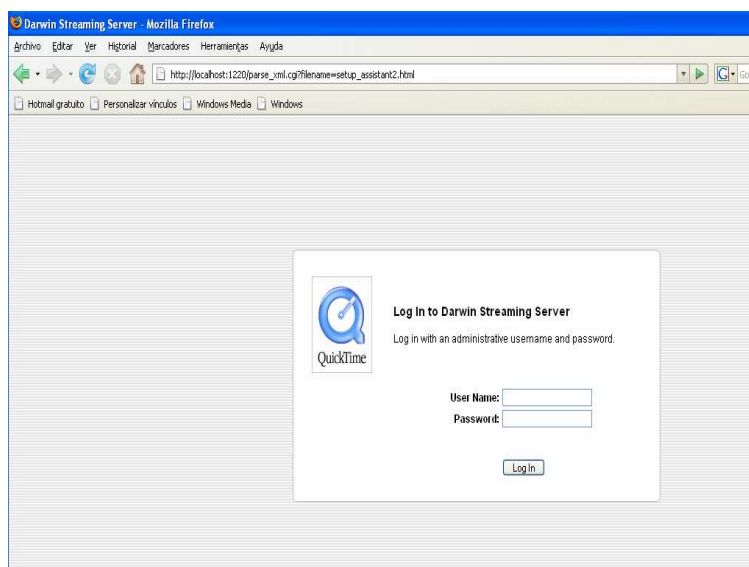 Darwin Streaming Server - Mozilla Firefox
Archivo Editar Ver Historial Marcadores Herramientas Ayuda
http://localhost:1220/parse_xml.cgi?filename=setup_assistant2.html
G Goo
Hotmail gratuito Personalizar vínculos Windows Media Windows
Log In to Darwin Streaming Server
Log in with an administrative username and password.
QuickTime
User Name:
Password:
Log In